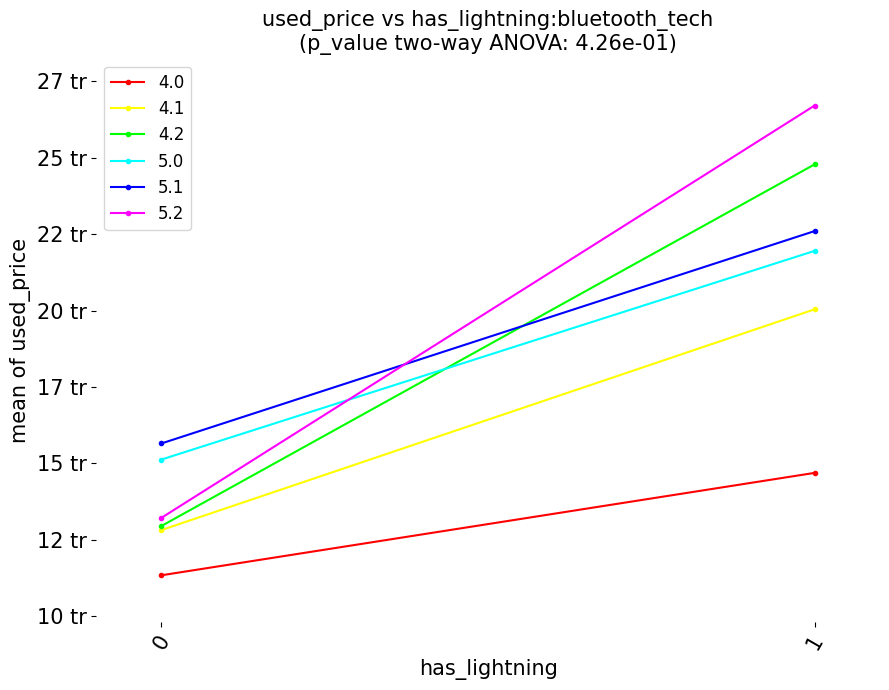 used_price vs has_lightning:bluetooth_tech
(p_value two-way ANOVA: 4.26e-01)
4.0
4.1
4.2
5.0
5.1
5.2
27 tr
25 tr
22 tr
20 tr
17 tr
15 tr
12 tr
10 tr
mean of used_price
0
1
has_lightning